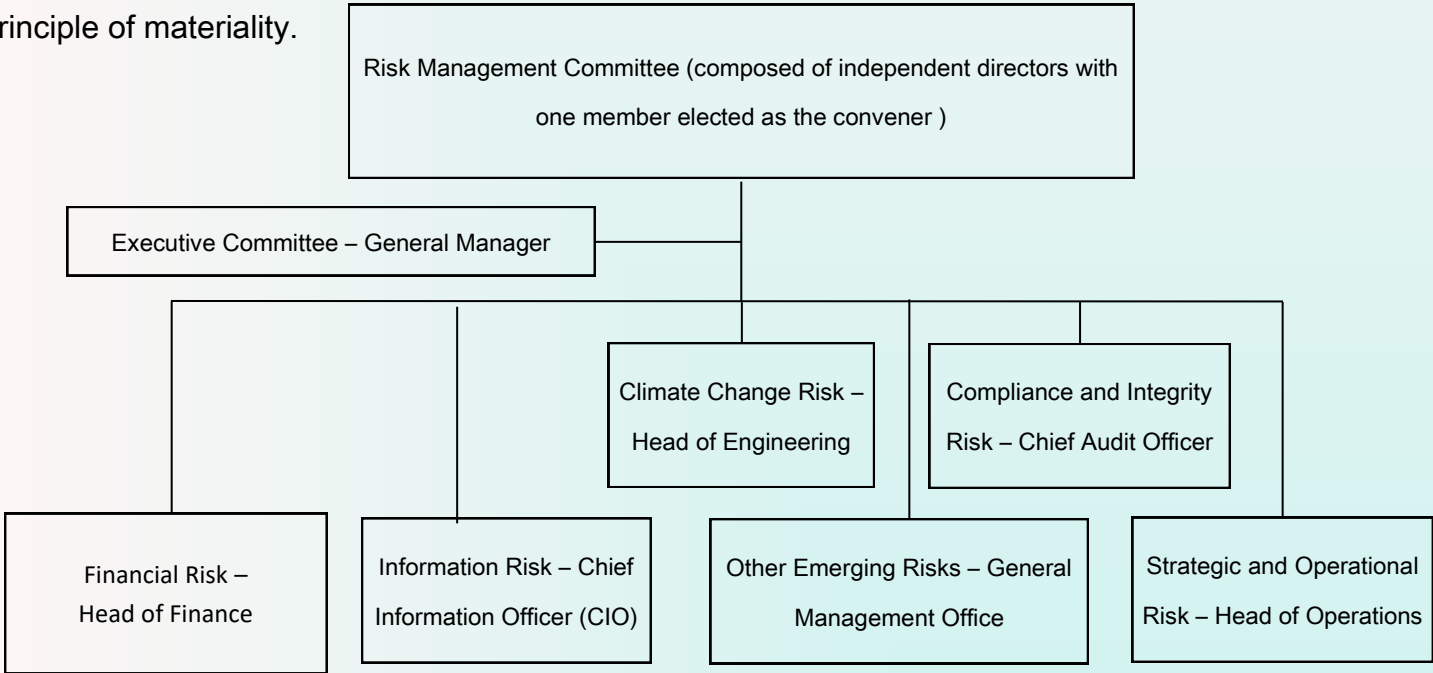 rinciple of materiality.
Risk Management Committee (composed of independent directors with
one member elected as the convener )
Executive Committee – General Manager
Climate Change Risk –
Head of Engineering
Compliance and Integrity
Risk – Chief Audit Officer
Financial Risk –
Head of Finance
Information Risk – Chief
Information Officer (CIO)
Other Emerging Risks – General
Management Office
Strategic and Operational
Risk – Head of Operations